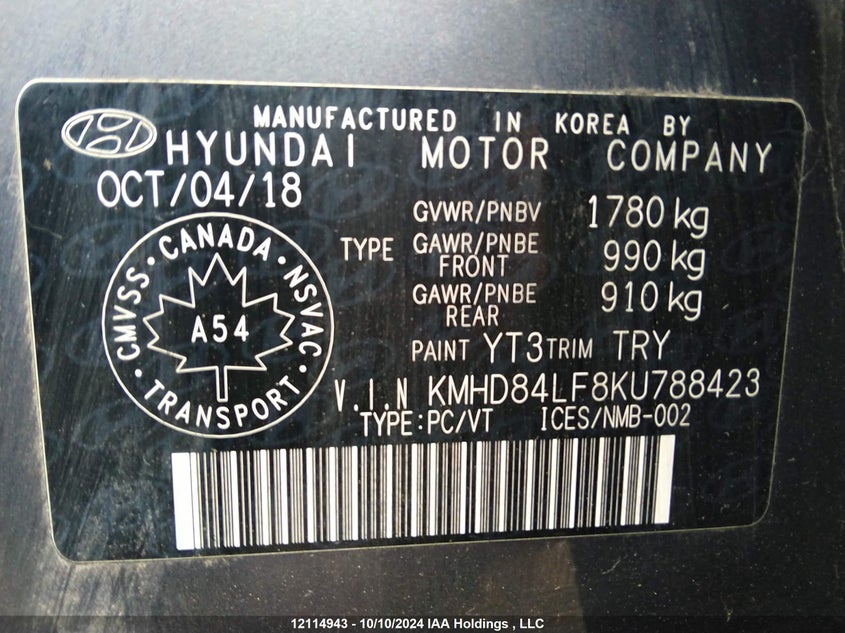 MANUFACTURED IN KOREA BY
HYUNDAI MOTOR COMPANY
OCT/04/18
GVWR/PNBV 1780 kg
TYPE GAWR/PNBE FRONT 990 kg
GAWR/PNBE REAR 910 kg
PAINT YT3 TRIM TRY
CANADA
CMVSS NSVAC
A54
TRANSPORT
V.I.N KMHD84LF8KU788423
TYPE:PC/VT ICES/NMB-002
12114943 - 10/10/2024 IAA Holdings , LLC